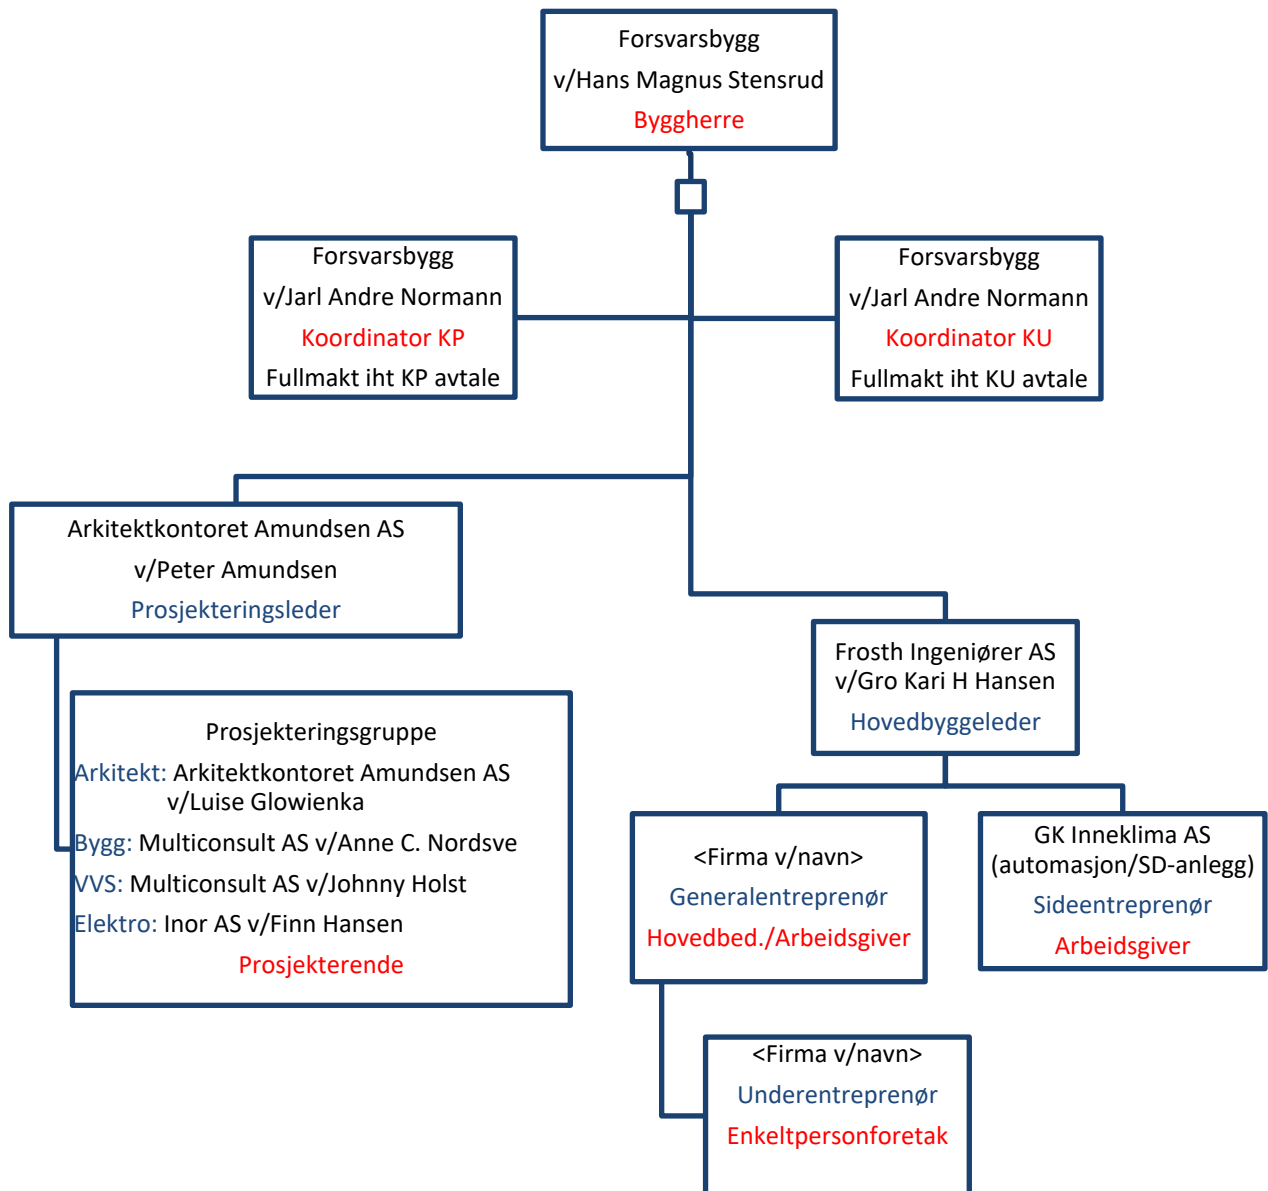 Forsvarsbygg
v/Hans Magnus Stensrud
Byggherre
Forsvarsbygg
v/Jarl Andre Normann
Koordinator KP
Fullmakt iht KP avtale
Forsvarsbygg
v/Jarl Andre Normann
Koordinator KU
Fullmakt iht KU avtale
Arkitektkontoret Amundsen AS
v/Peter Amundsen
Prosjekteringsleder
Prosjekteringsgruppe
Arkitekt: Arkitektkontoret Amundsen AS
v/Luise Glowienka
Bygg: Multiconsult AS v/Anne C. Nordsve
VVS: Multiconsult AS v/Johnny Holst
Elektro: Inor AS v/Finn Hansen
Prosjekterende
Frosth Ingeniører AS
v/Gro Kari H Hansen
Hovedbyggeleder
<Firma v/navn>
Generalentreprenør
Hovedbed./Arbeidsgiver
GK Inneklima AS
(automasjon/SD-anlegg)
Sideentreprenør
Arbeidsgiver
<Firma v/navn>
Underentreprenør
Enkeltpersonforetak